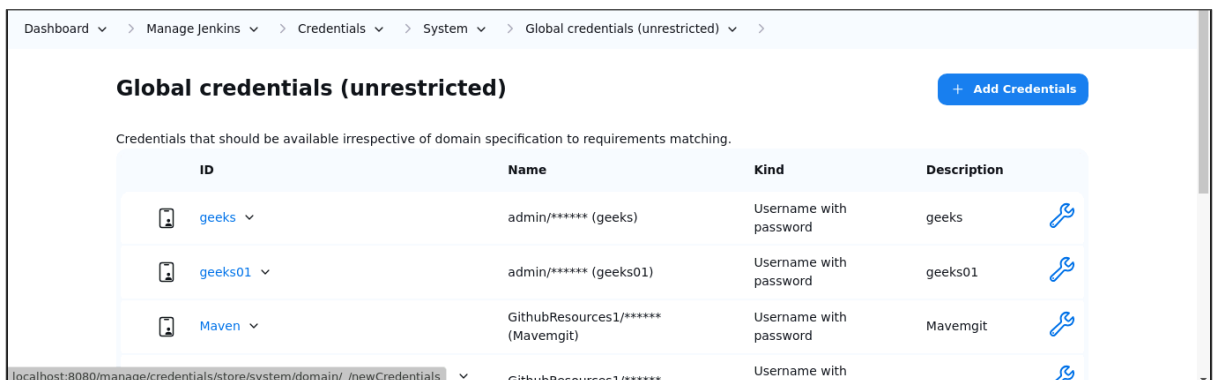 Dashboard > Manage Jenkins > Credentials > System > Global credentials (unrestricted) >
Global credentials (unrestricted)
+ Add Credentials
Credentials that should be available irrespective of domain specification to requirements matching.
ID Name Kind Description
geeks admin/****** (geeks) Username with password geeks
geeks01 admin/****** (geeks01) Username with password geeks01
Maven GithubResources1/****** (Mavemgit) Username with password Mavemgit
GithubResources1/****** Username with
localhost:8080/manage/credentials/store/system/domain/_/newCredentials